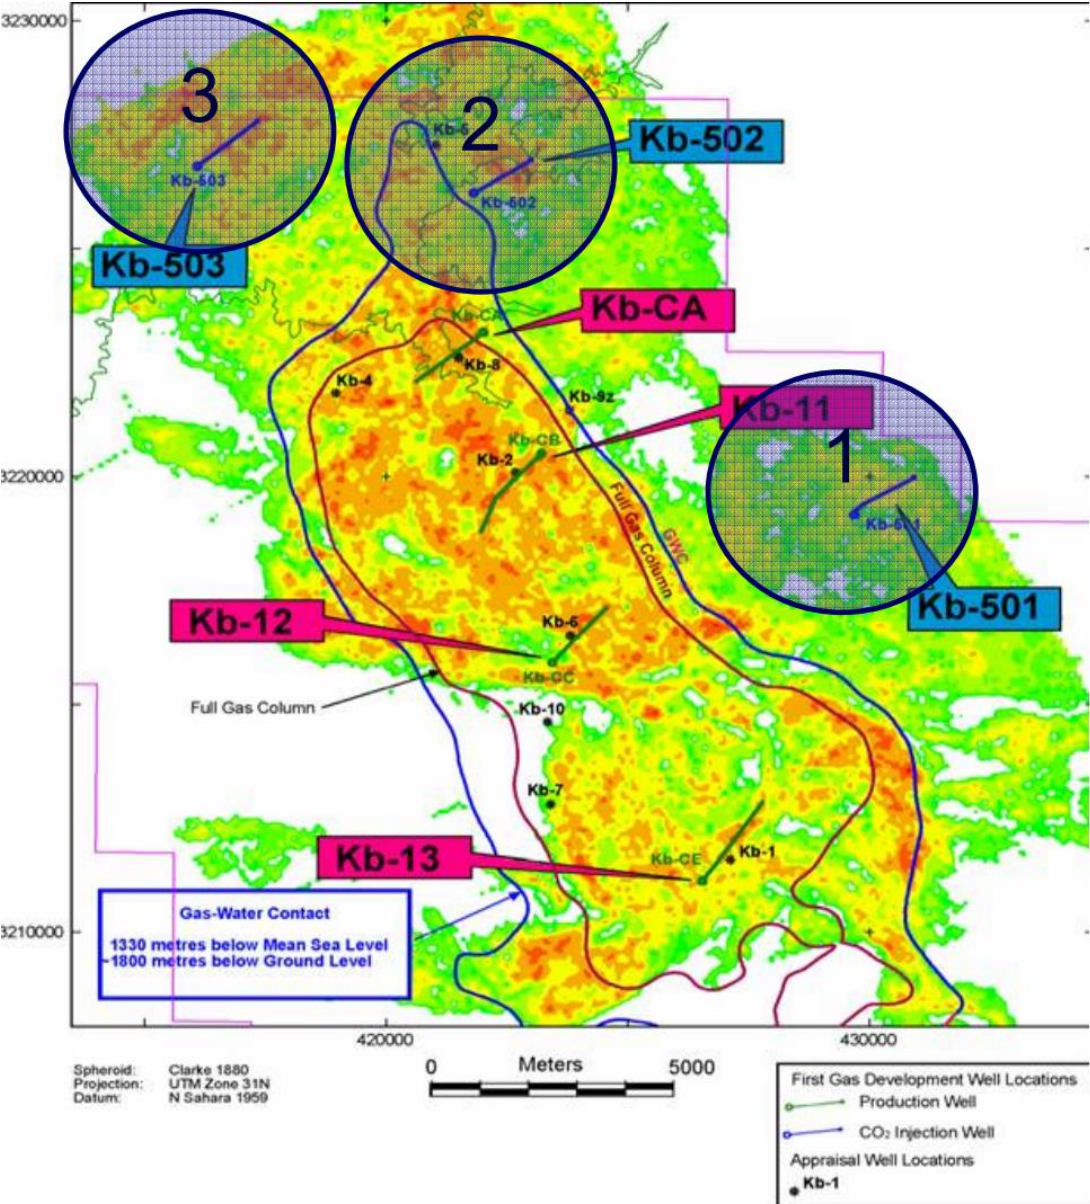 3230000
3
2
Kb-5
Kb-502
Kb-503
Kb-502
Kb-503
Kb-CA
Kb-CA
Kb-8
Kb-4
Kb-9z
Kb-11
Kb-CB
Kb-2
1
3220000
Full Gas Column
GWC
Kb-501
Kb-501
Kb-12
Kb-6
Kb-CC
Full Gas Column
Kb-10
Kb-7
Kb-13
Kb-CE
Kb-1
Gas-Water Contact
1330 metres below Mean Sea Level
~1800 metres below Ground Level
3210000
420000
430000
Spheroid: Clarke 1880
Projection: UTM Zone 31N
Datum: N Sahara 1959
0 Meters 5000
First Gas Development Well Locations
Production Well
CO₂ Injection Well
Appraisal Well Locations
Kb-1